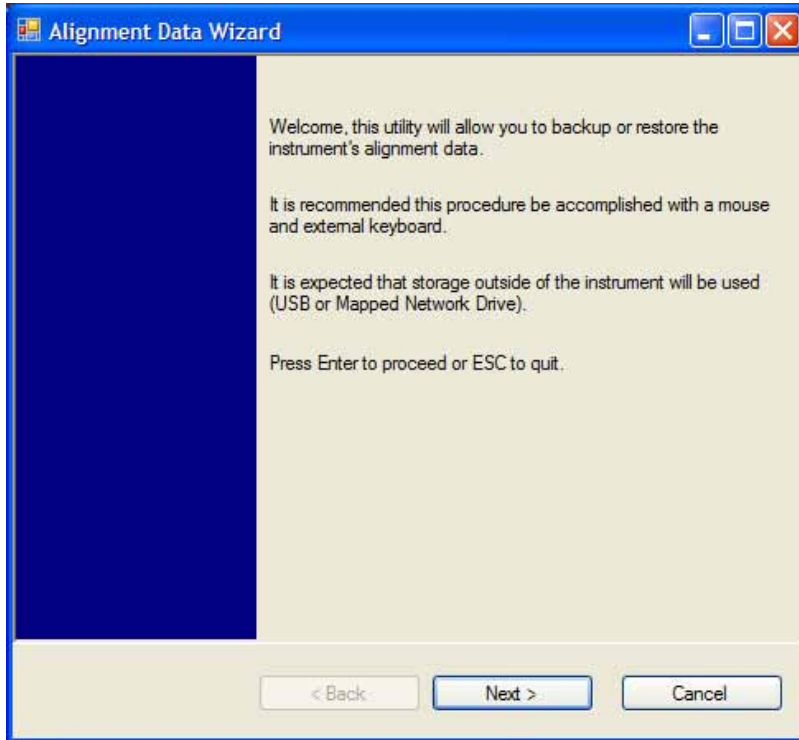 Alignment Data Wizard
Welcome, this utility will allow you to backup or restore the
instrument's alignment data.
It is recommended this procedure be accomplished with a mouse
and external keyboard.
It is expected that storage outside of the instrument will be used
(USB or Mapped Network Drive).
Press Enter to proceed or ESC to quit.
< Back
Next >
Cancel